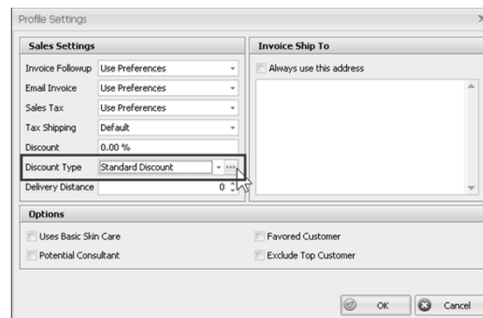 Profile Settings
Sales Settings
Invoice Followup Use Preferences
Email Invoice Use Preferences
Sales Tax Use Preferences
Tax Shipping Default
Discount 0.00 %
Discount Type Standard Discount ...
Delivery Distance 0
Invoice Ship To
Always use this address
Options
Uses Basic Skin Care Favored Customer
Potential Consultant Exclude Top Customer
OK Cancel